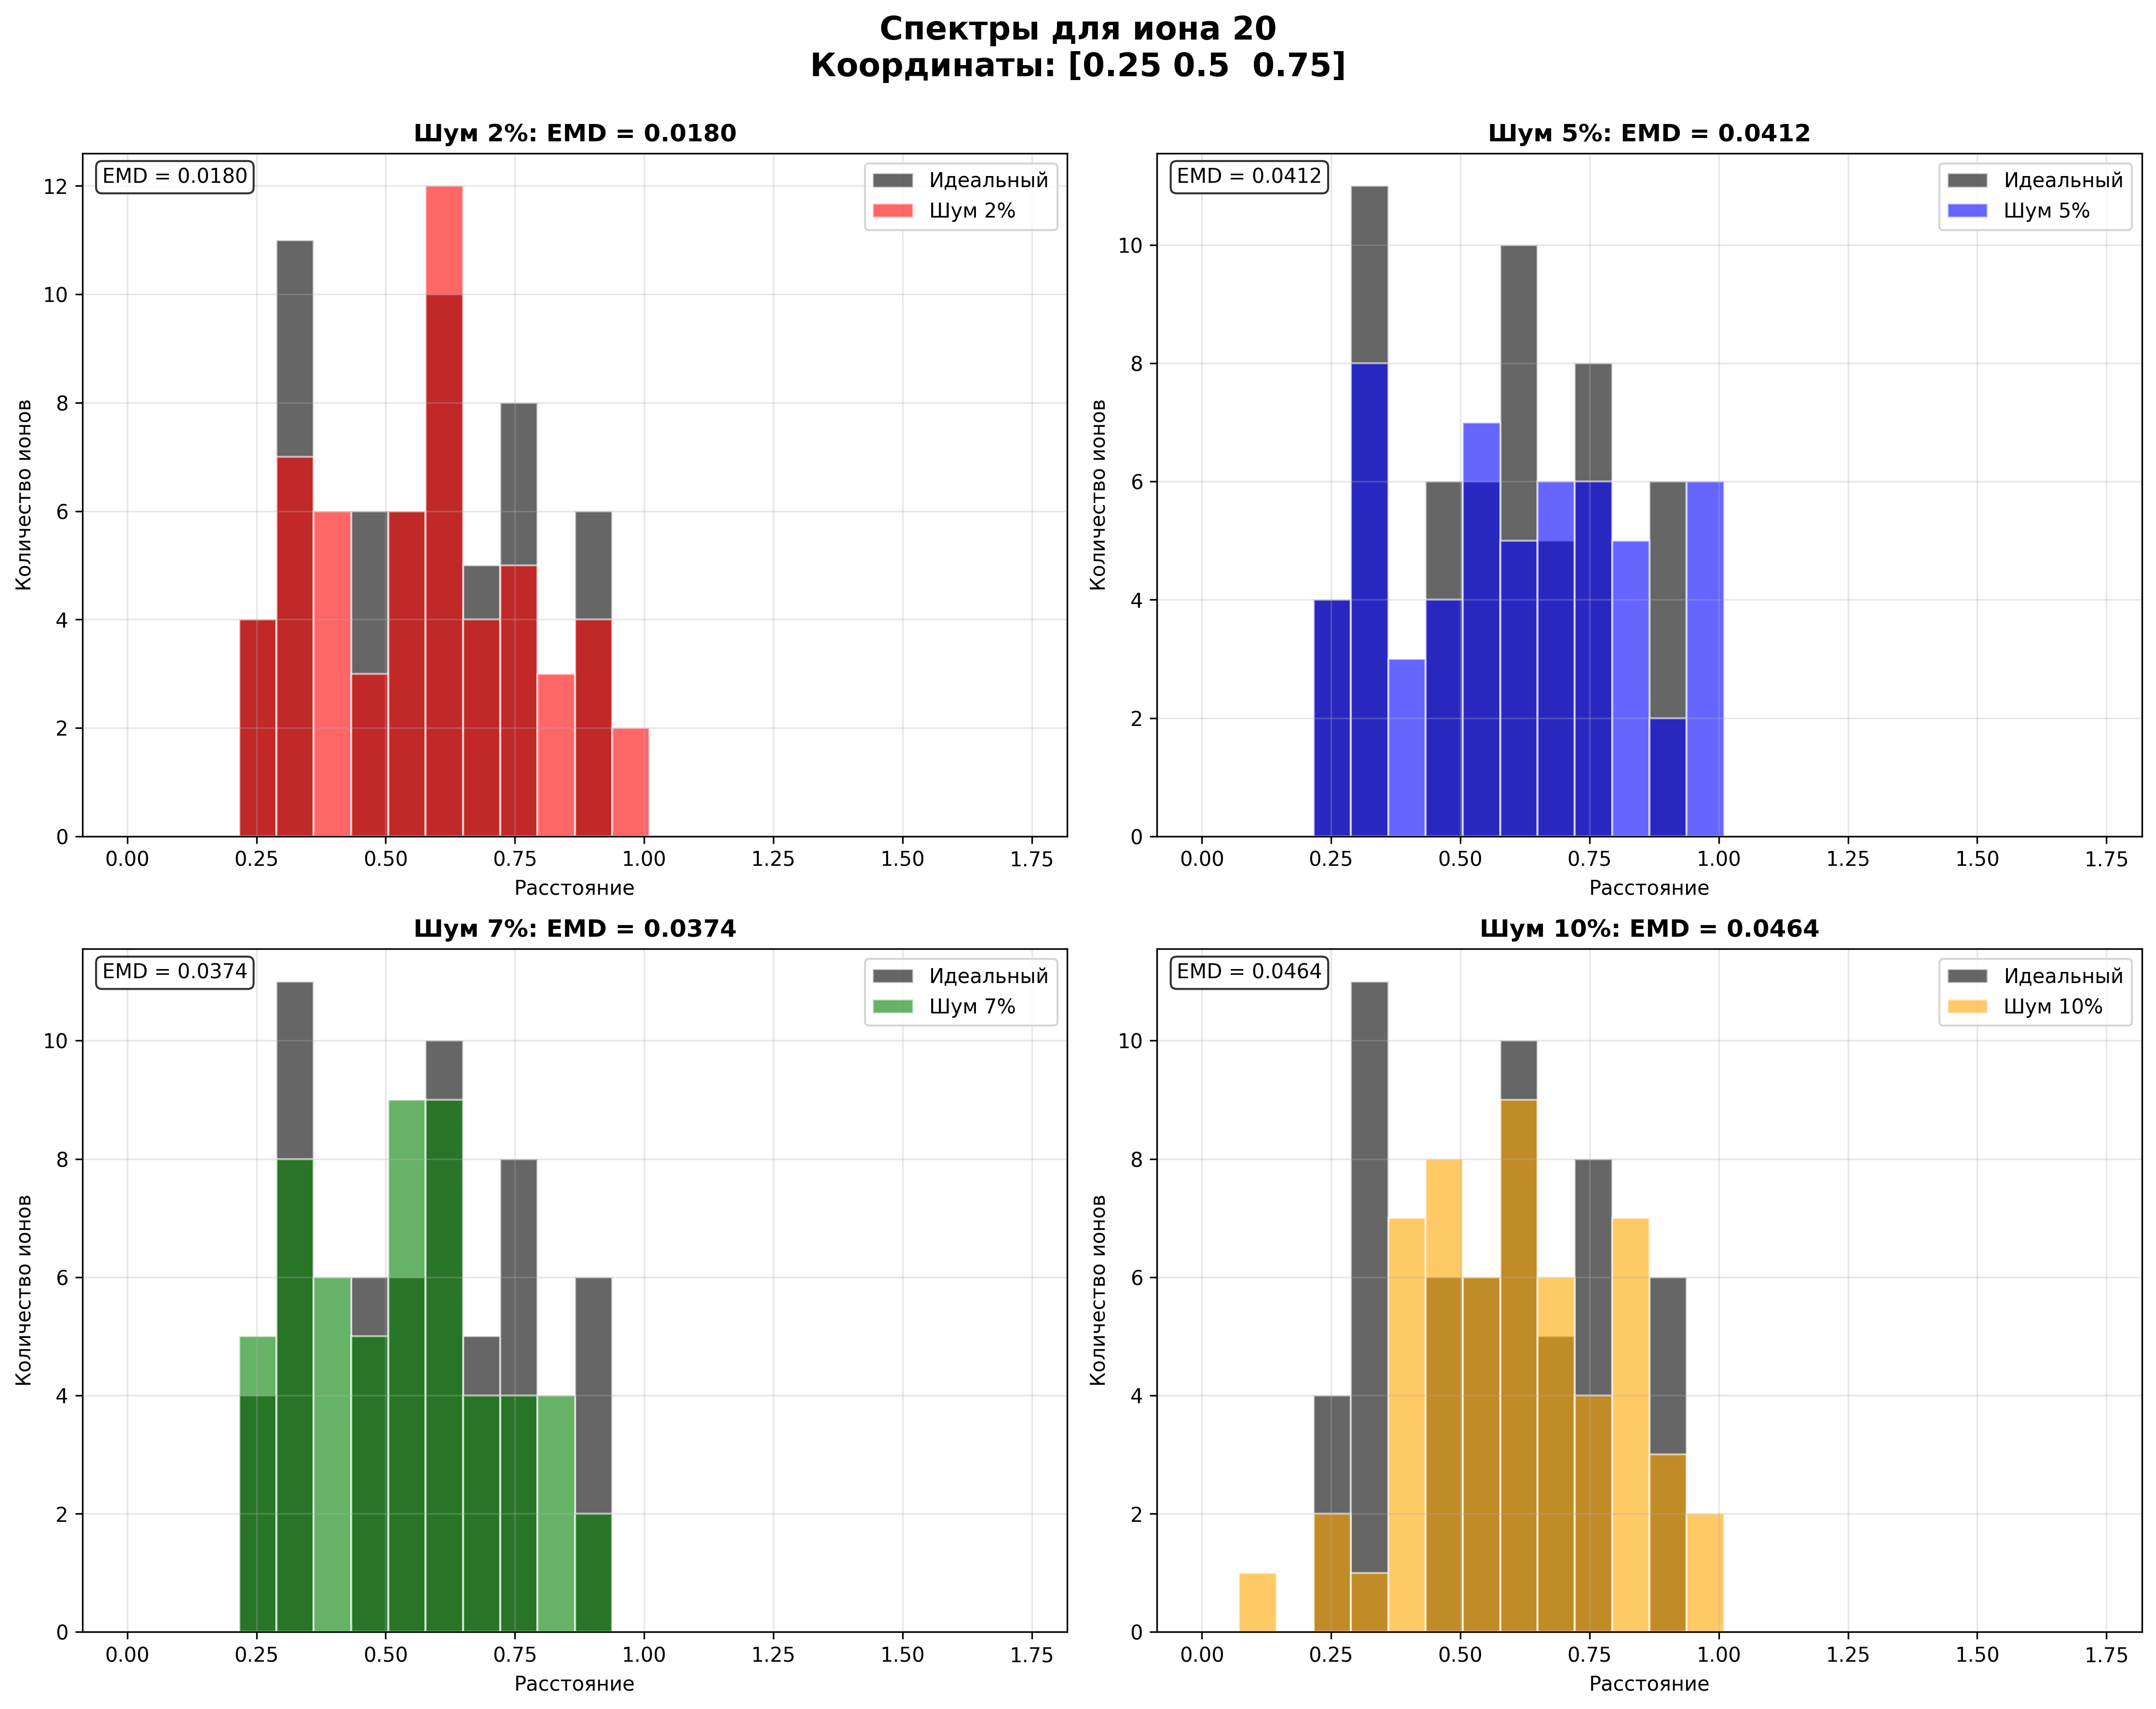 Спектры для иона 20
Координаты: [0.25 0.5  0.75]
Шум 2%: EMD = 0.0180
EMD = 0.0180
Идеальный
Шум 2%
Количество ионов
12
10
8
6
4
2
0
0.00 0.25 0.50 0.75 1.00 1.25 1.50 1.75
Расстояние
Шум 5%: EMD = 0.0412
EMD = 0.0412
Идеальный
Шум 5%
Количество ионов
10
8
6
4
2
0
0.00 0.25 0.50 0.75 1.00 1.25 1.50 1.75
Расстояние
Шум 7%: EMD = 0.0374
EMD = 0.0374
Идеальный
Шум 7%
Количество ионов
10
8
6
4
2
0
0.00 0.25 0.50 0.75 1.00 1.25 1.50 1.75
Расстояние
Шум 10%: EMD = 0.0464
EMD = 0.0464
Идеальный
Шум 10%
Количество ионов
10
8
6
4
2
0
0.00 0.25 0.50 0.75 1.00 1.25 1.50 1.75
Расстояние